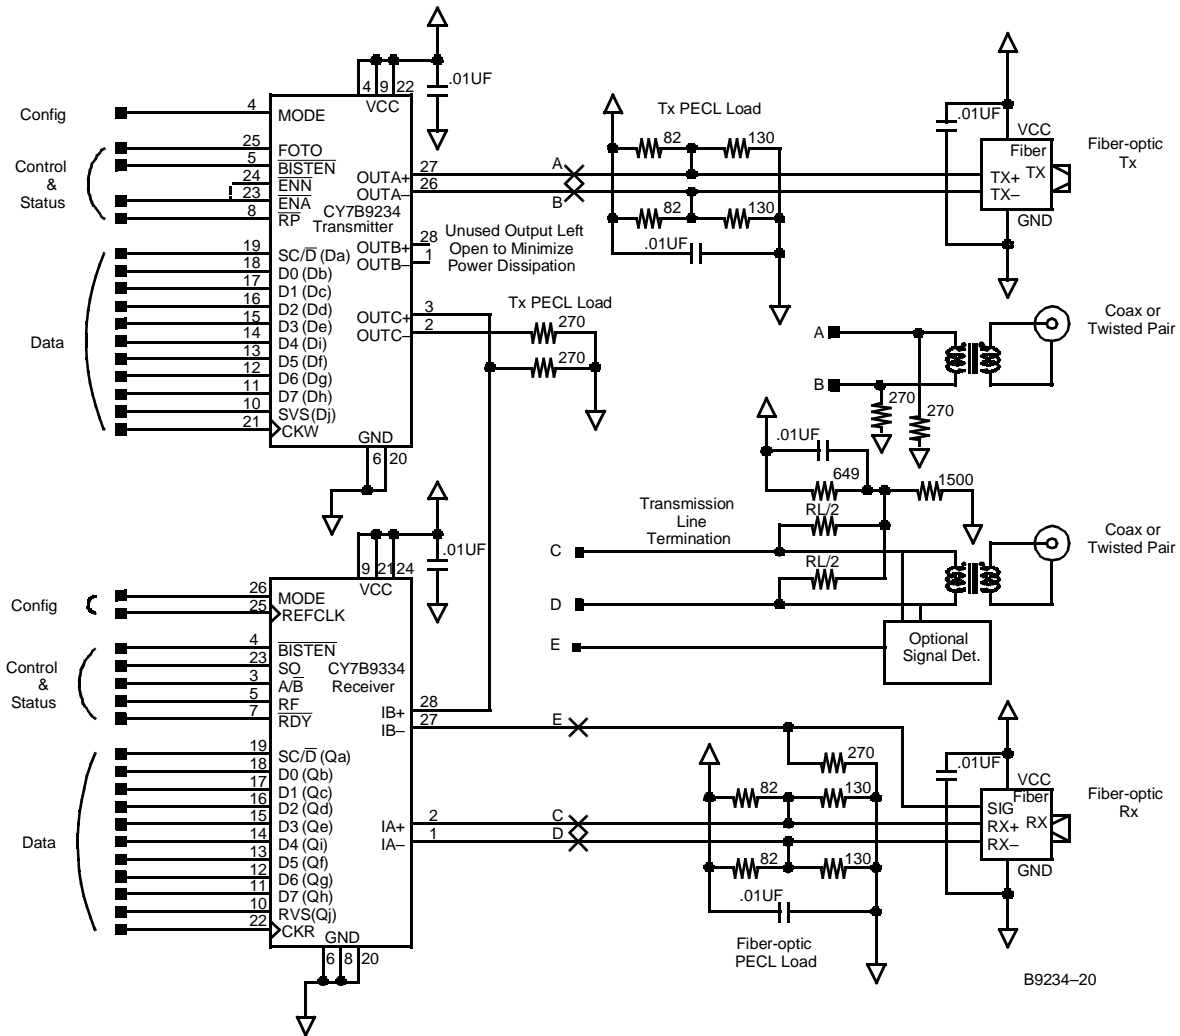 .01UF
4 9 22
VCC
Config
4
MODE
Control
&
Status
25
FOTO
5
BISTEN
24
ENN
23
ENA
8
RP
OUTA+
27
OUTA–
26
CY7B9234
Transmitter
OUTB+
28
OUTB–
1
Unused Output Left
Open to Minimize
Power Dissipation
Data
19
SC/D (Da)
18
D0 (Db)
17
D1 (Dc)
16
D2 (Dd)
15
D3 (De)
14
D4 (Di)
13
D5 (Df)
12
D6 (Dg)
11
D7 (Dh)
10
SVS(Dj)
21
CKW
OUTC+
3
OUTC–
2
Tx PECL Load
270
270
GND
6 20
Tx PECL Load
82
130
A
B
82
130
.01UF
.01UF
VCC
Fiber
TX
TX+
TX–
GND
Fiber-optic
Tx
A
B
270
270
Coax or
Twisted Pair
.01UF
649
1500
Transmission
Line
Termination
RL/2
RL/2
C
D
E
Optional
Signal Det.
Coax or
Twisted Pair
.01UF
9 21 24
VCC
Config
26
MODE
25
REFCLK
Control
&
Status
4
BISTEN
23
SO
3
A/B
5
RF
7
RDY
CY7B9334
Receiver
IB+
28
IB–
27
Data
19
SC/D (Qa)
18
D0 (Qb)
17
D1 (Qc)
16
D2 (Qd)
15
D3 (Qe)
14
D4 (Qi)
13
D5 (Qf)
12
D6 (Qg)
11
D7 (Qh)
10
RVS(Qj)
22
CKR
IA+
2
IA–
1
GND
6 8 20
E
C
D
270
82
130
82
130
.01UF
Fiber-optic
PECL Load
.01UF
VCC
Fiber
SIG
RX+
RX
RX–
GND
Fiber-optic
Rx
B9234–20